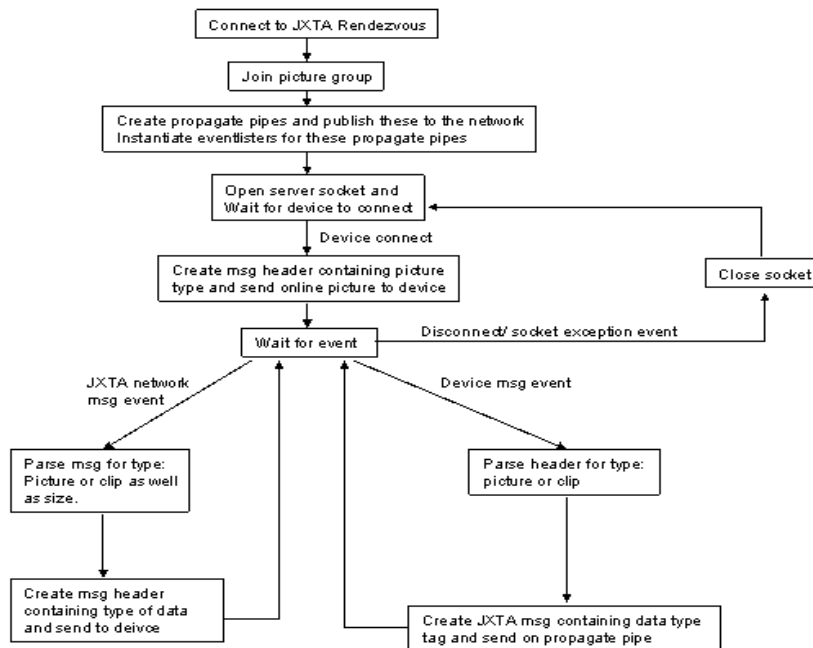 Connect to JXTA Rendezvous
Join picture group
Create propagate pipes and publish these to the network
Instantiate eventlisters for these propagate pipes
Open server socket and
Wait for device to connect
Device connect
Create msg header containing picture
type and send online picture to device
Close socket
Wait for event
Disconnect/ socket exception event
JXTA network
msg event
Device msg event
Parse msg for type:
Picture or clip as well
as size.
Parse header for type:
picture or clip
Create msg header
containing type of data
and send to deivce
Create JXTA msg containing data type
tag and send on propagate pipe